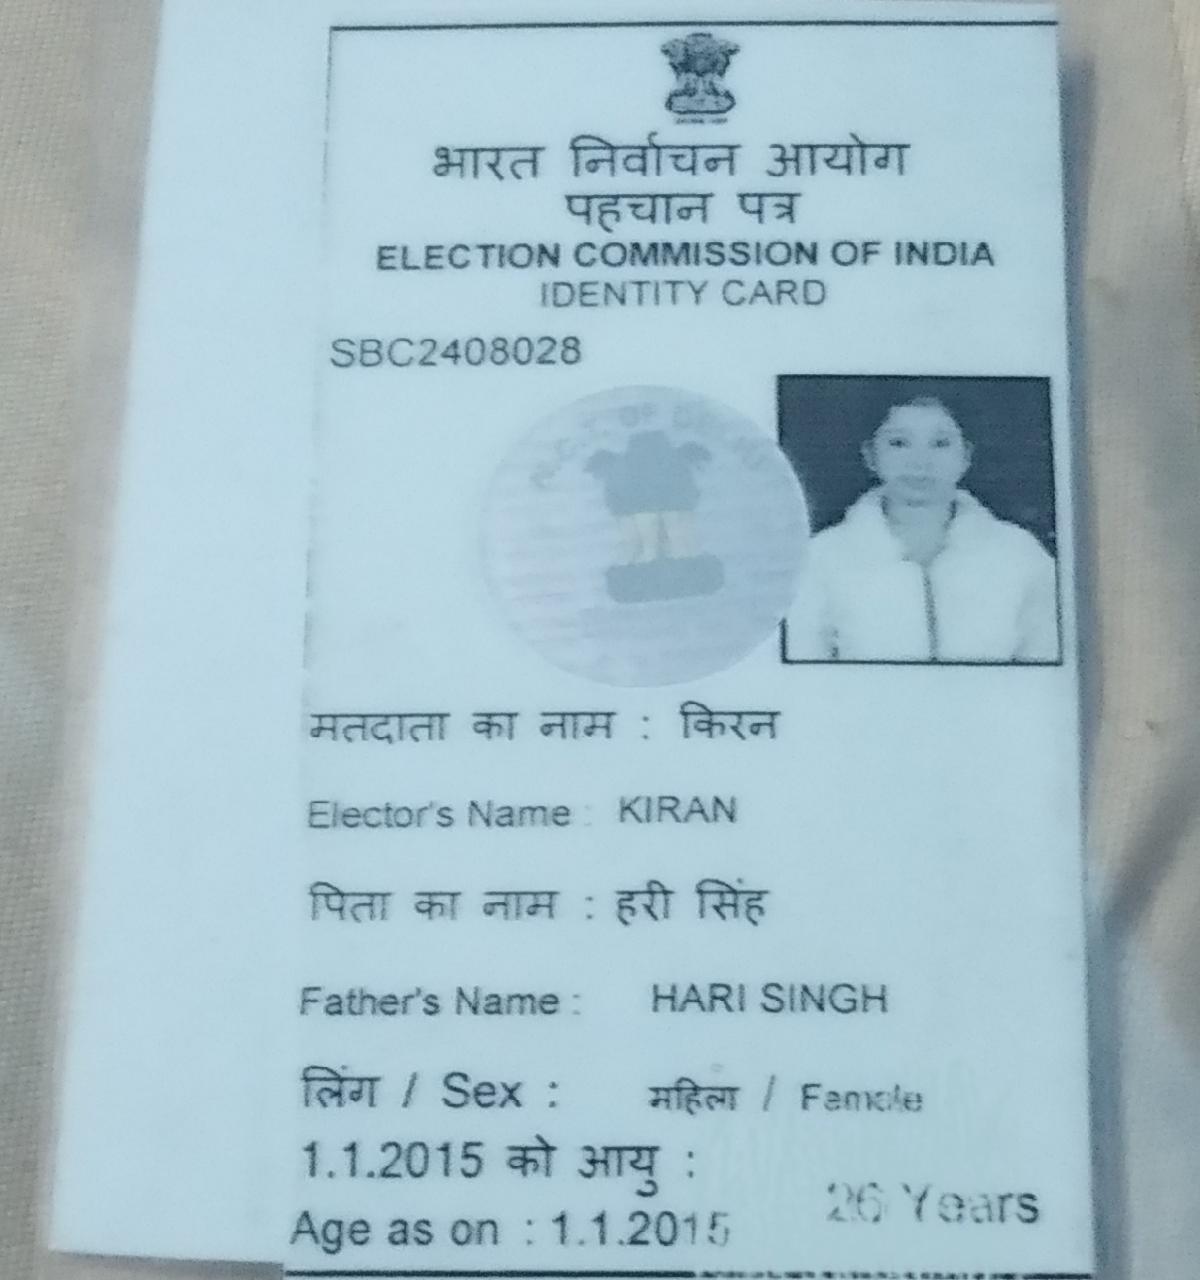 भारत निर्वाचन आयोग
पहचान पत्र
ELECTION COMMISSION OF INDIA
IDENTITY CARD
SBC2408028
मतदाता का नाम : किरन
Elector's Name : KIRAN
पिता का नाम : हरी सिंह
Father's Name : HARI SINGH
लिंग / Sex : महिला / Female
1.1.2015 को आयु :
26 Years
Age as on : 1.1.2015